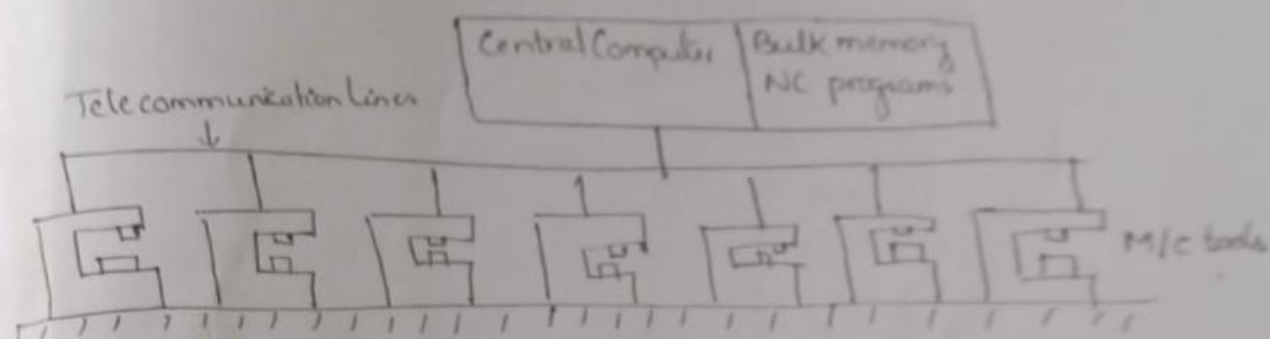 Central Computer
Bulk memory
NC programs
Telecommunication Lines
M/C tools